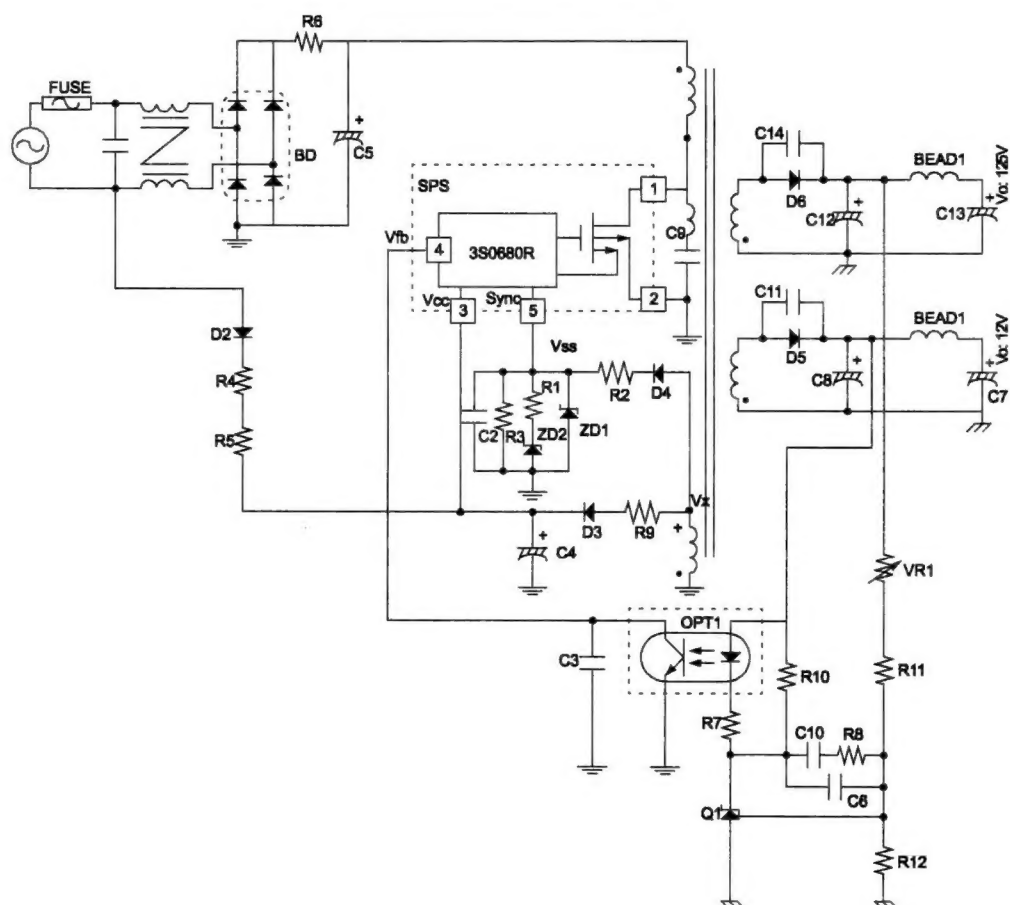 R6
FUSE
BD
C5
SPS
1
Vfb
4
3S0680R
C9
Vcc
3
Sync
5
2
C14
D6
C12
BEAD1
C13
Vo: 125V
C11
D5
C8
BEAD1
C7
Vo: 12V
D2
R4
R5
Vss
R1
R2
D4
C2
R3
ZD2
ZD1
Vz
D3
R9
C4
VR1
OPT1
C3
R10
R11
R7
C10
R8
C6
Q1
R12